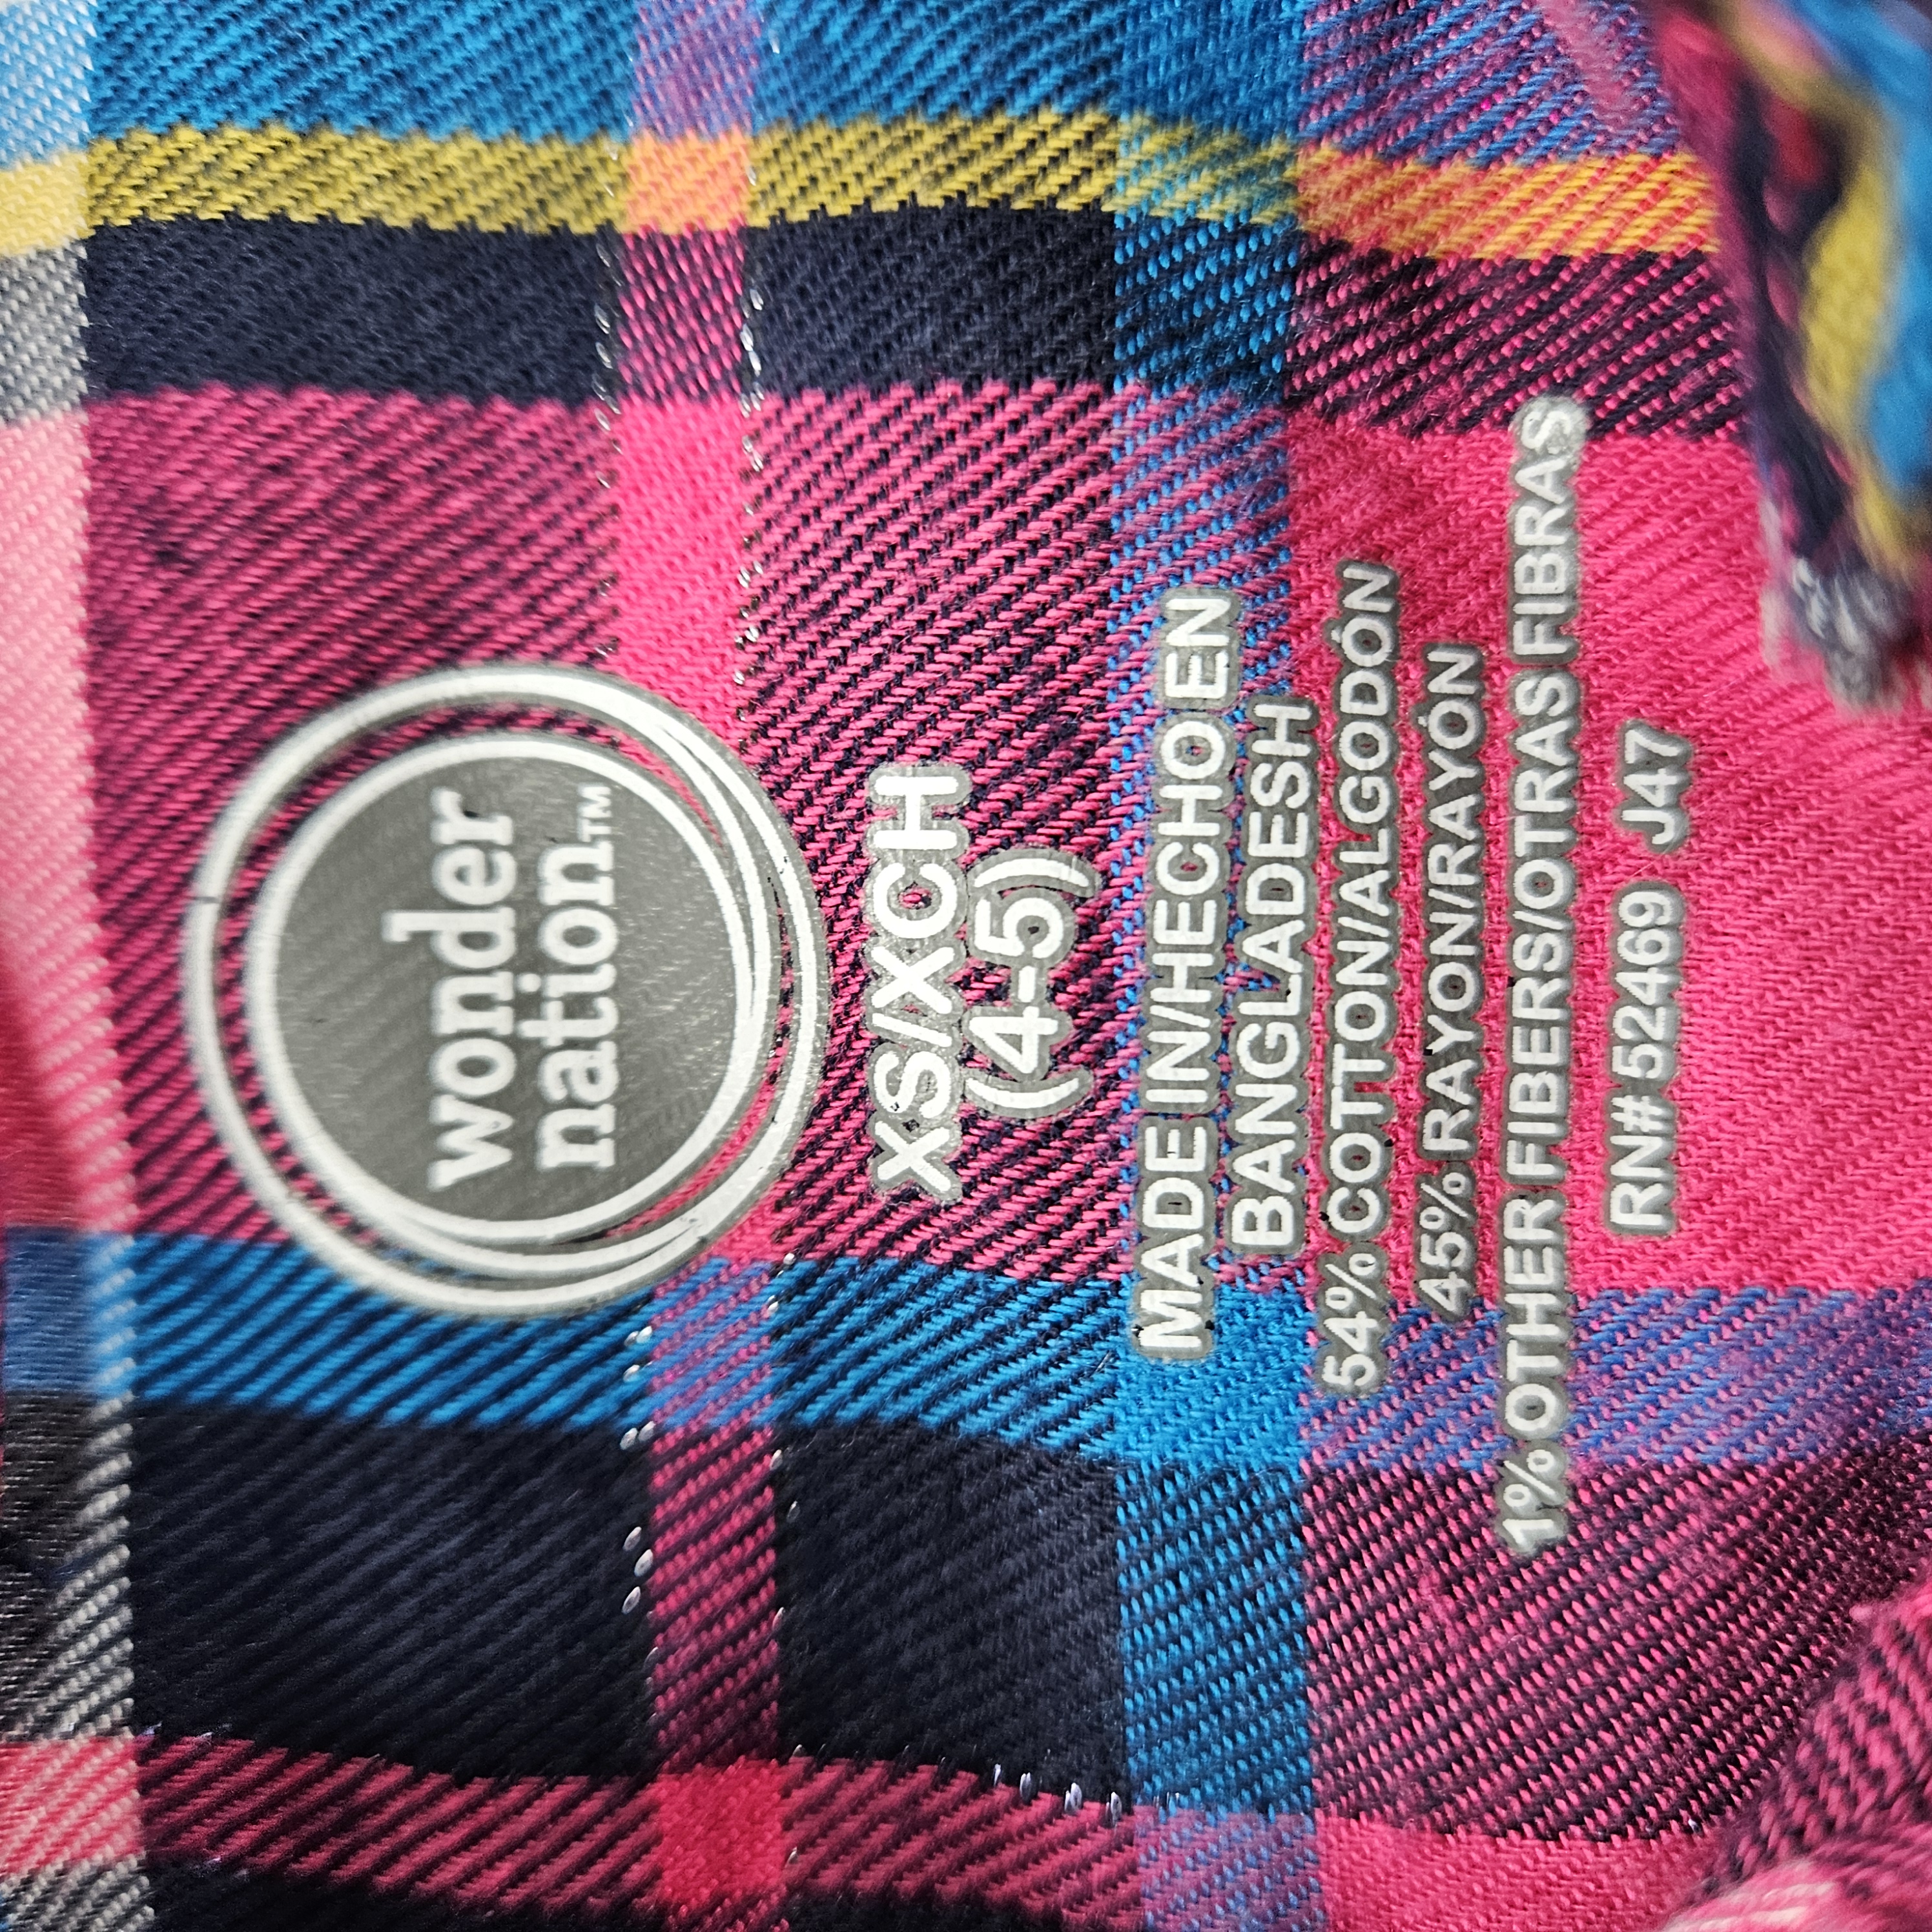 wonder
nation™
XS/XCH
(4-5)
MADE IN/HECHO EN
BANGLADESH
54% COTTON/ALGODÓN
45% RAYON/RAYÓN
1% OTHER FIBERS/OTRAS FIBRAS
RN# 52469 J47